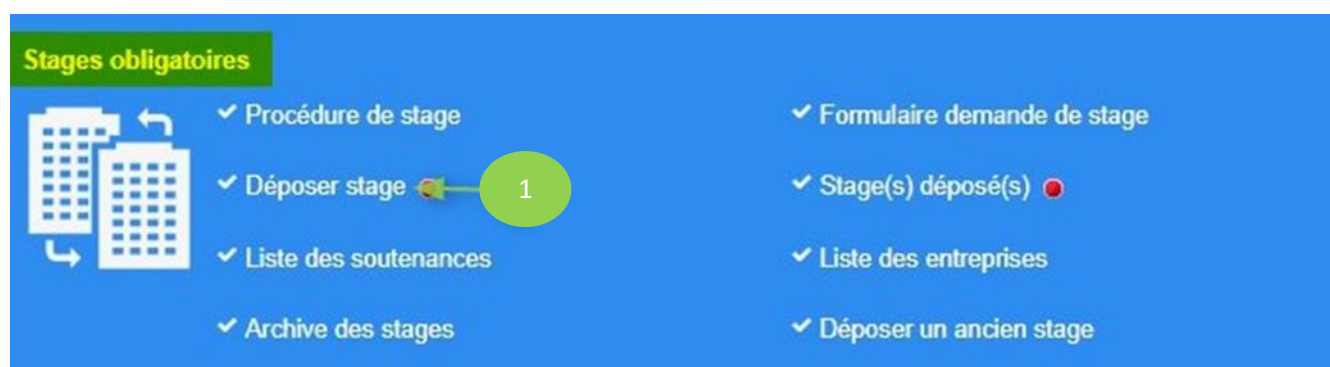 Stages obligatoires
Procédure de stage
Formulaire demande de stage
Déposer stage
1
Stage(s) déposé(s)
Liste des soutenances
Liste des entreprises
Archive des stages
Déposer un ancien stage